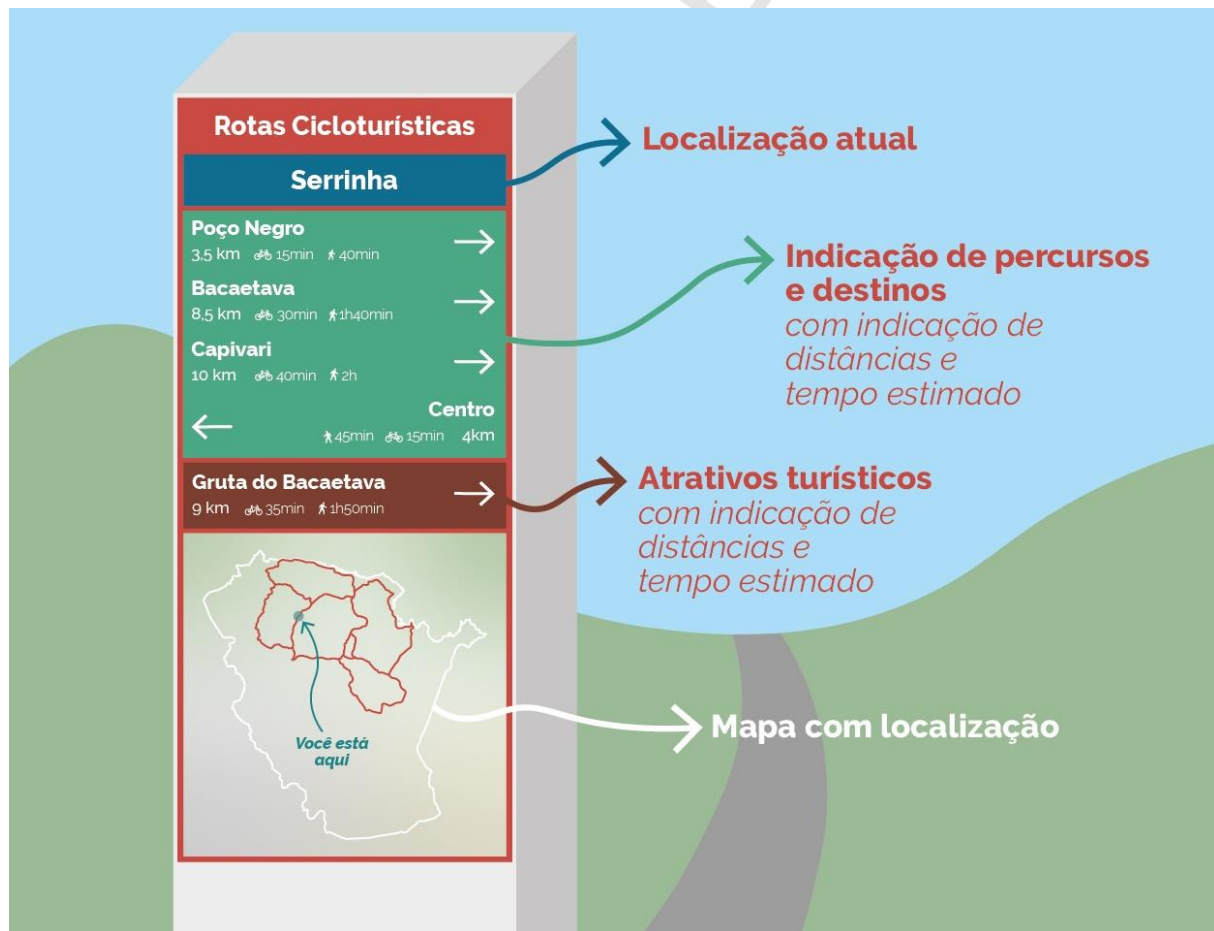 Rotas Cicloturísticas
Serrinha
Poço Negro
3,5 km 15min 40min
Bacaetava
8,5 km 30min 1h40min
Capivari
10 km 40min 2h
Centro
45min 15min 4km
Gruta do Bacaetava
9 km 35min 1h50min
Você está
aqui
Localização atual
Indicação de percursos
e destinos
com indicação de
distâncias e
tempo estimado
Atrativos turísticos
com indicação de
distâncias e
tempo estimado
Mapa com localização